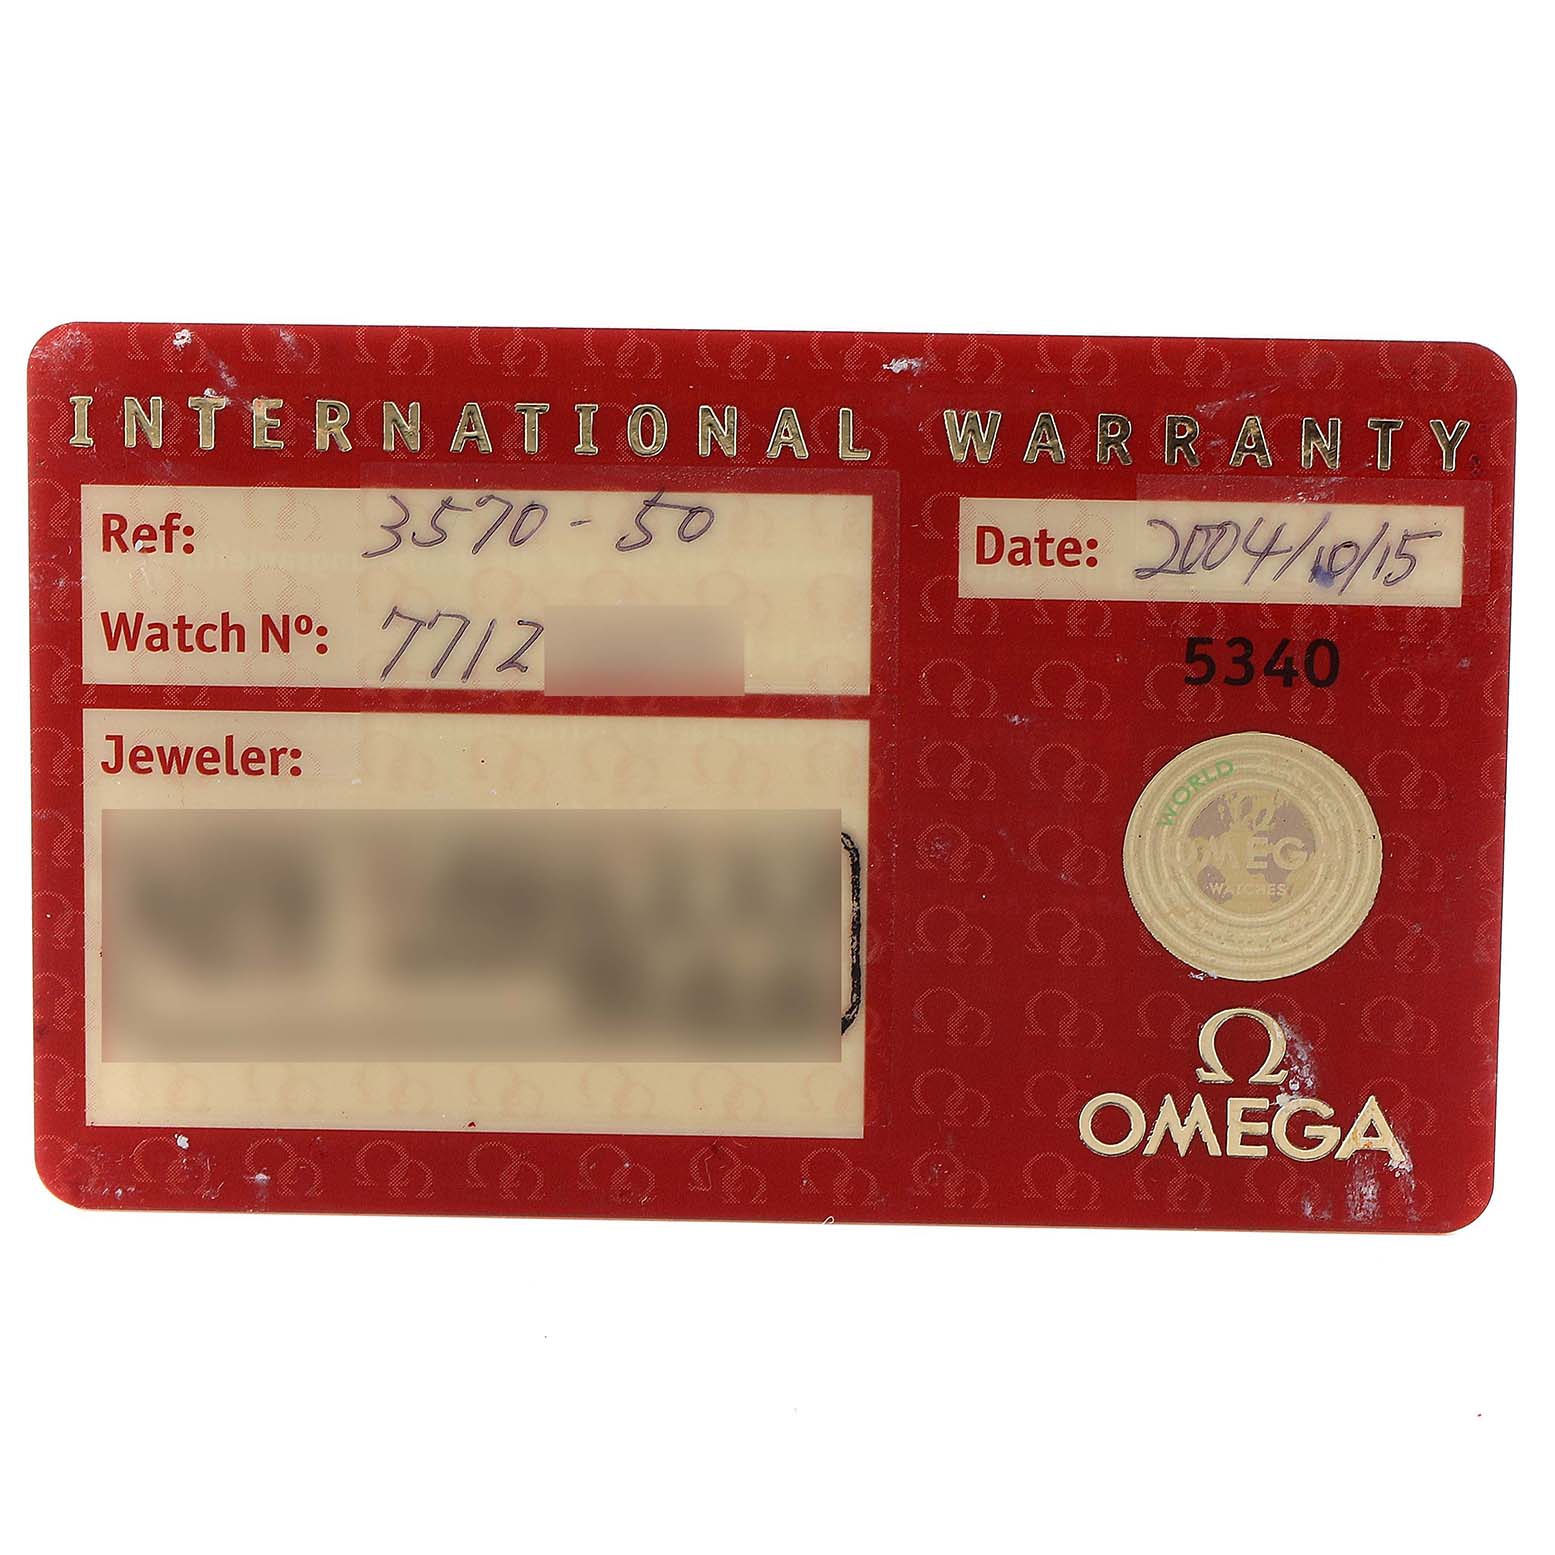 INTERNATIONAL WARRANTY
Ref: 3570-50
Watch Nº: 7712
Jeweler:
Date: 2004/10/15
5340
WORLD
OMEGA
WATCHES
Ω
OMEGA